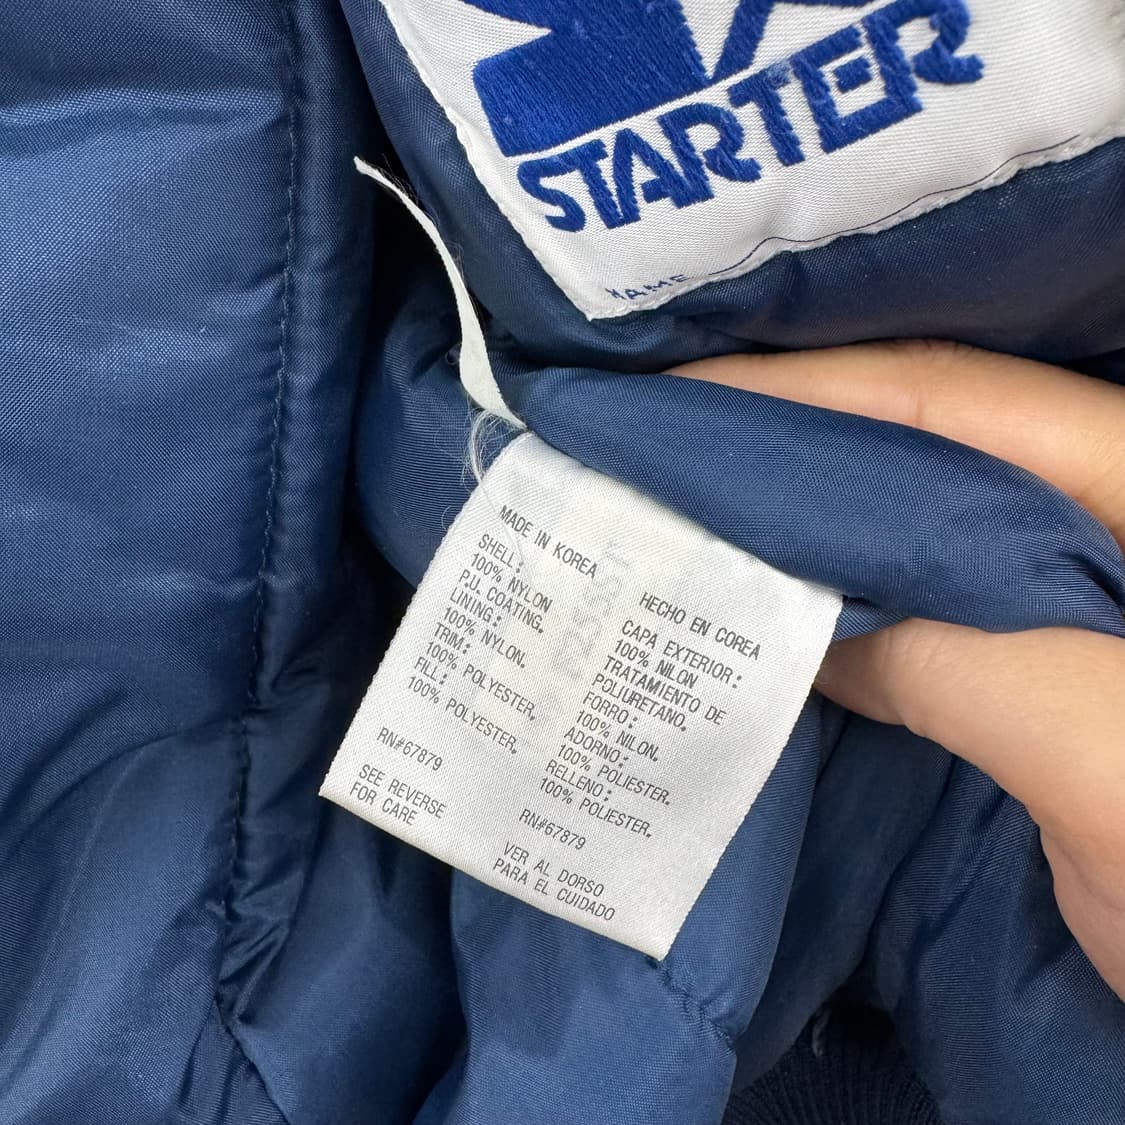 STARTER
NAME
MADE IN KOREA
SHELL:
100% NYLON
P.U. COATING.
LINING:
100% NYLON.
TRIM:
100% POLYESTER.
FILL:
100% POLYESTER.
RN#67879
SEE REVERSE
FOR CARE
HECHO EN COREA
CAPA EXTERIOR:
100% NILON
TRATAMIENTO DE
POLIURETANO.
FORRO:
100% NILON.
ADORNO:
100% POLIESTER.
RELLENO:
100% POLIESTER.
RN#67879
VER AL DORSO
PARA EL CUIDADO